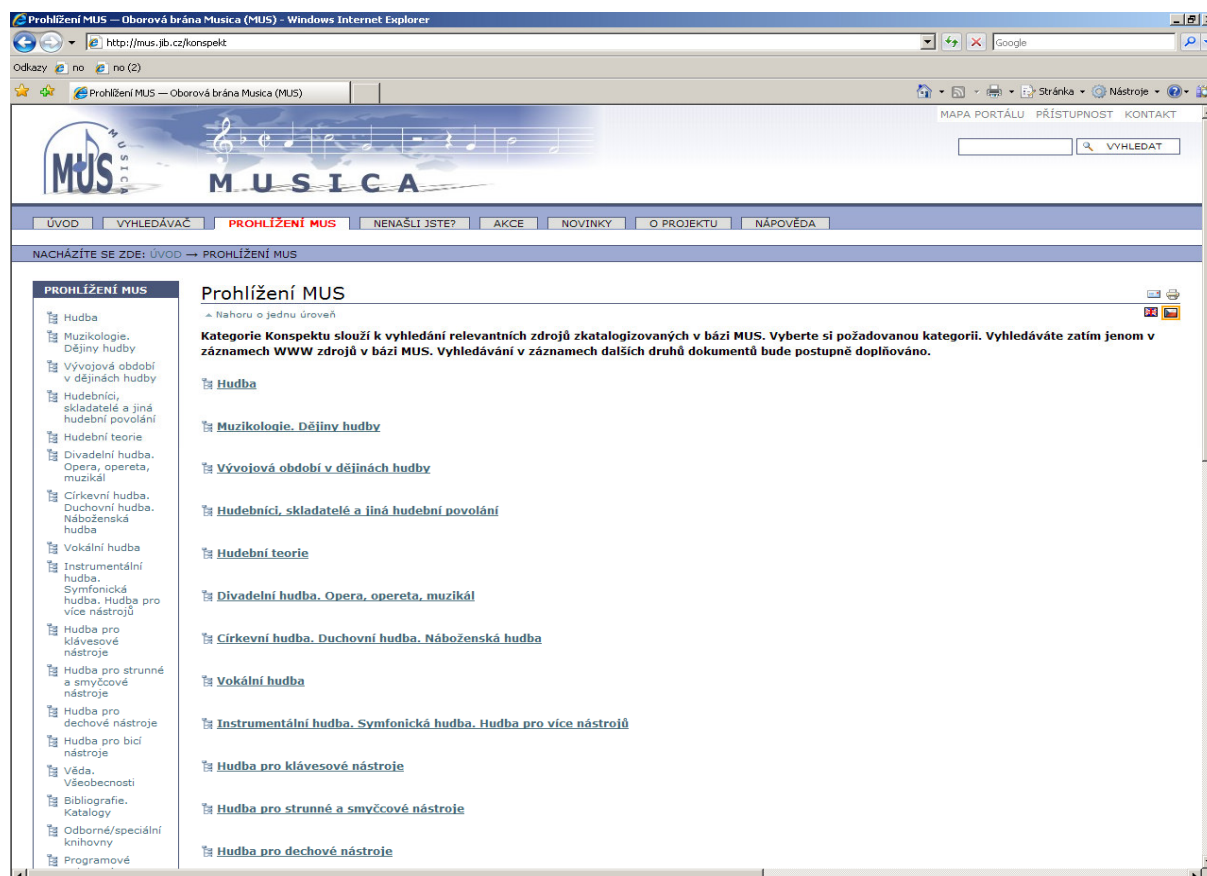 Prohlížení MUS — Oborová brána Musica (MUS) - Windows Internet Explorer
http://mus.jib.cz/konspekt
Google
Odkazy no no (2)
Prohlížení MUS — Oborová brána Musica (MUS)
Stránka Nástroje
MAPA PORTÁLU PŘÍSTUPNOST KONTAKT
VYHLEDAT
MUS MUSICA
MUSICA
ÚVOD VYHLEDÁVAČ PROHLÍŽENÍ MUS NENAŠLI JSTE? AKCE NOVINKY O PROJEKTU NÁPOVĚDA
NACHÁZÍTE SE ZDE: ÚVOD → PROHLÍŽENÍ MUS
PROHLÍŽENÍ MUS
Hudba
Muzikologie.
Dějiny hudby
Vývojová období
v dějinách hudby
Hudebníci,
skladatelé a jiná
hudební povolání
Hudební teorie
Divadelní hudba.
Opera, opereta,
muzikál
Církevní hudba.
Duchovní hudba.
Náboženská
hudba
Vokální hudba
Instrumentální
hudba.
Symfonická
hudba. Hudba pro
více nástrojů
Hudba pro
klávesové
nástroje
Hudba pro strunné
a smyčcové
nástroje
Hudba pro
dechové nástroje
Hudba pro bicí
nástroje
Věda.
Všeobecnosti
Bibliografie.
Katalogy
Odborné/speciální
knihovny
Programové
Prohlížení MUS
Nahoru o jednu úroveň
Kategorie Konspektu slouží k vyhledání relevantních zdrojů zkatalogizovaných v bázi MUS. Vyberte si požadovanou kategorii. Vyhledáváte zatím jenom v
záznamech WWW zdrojů v bázi MUS. Vyhledávání v záznamech dalších druhů dokumentů bude postupně doplňováno.
Hudba
Muzikologie. Dějiny hudby
Vývojová období v dějinách hudby
Hudebníci, skladatelé a jiná hudební povolání
Hudební teorie
Divadelní hudba. Opera, opereta, muzikál
Církevní hudba. Duchovní hudba. Náboženská hudba
Vokální hudba
Instrumentální hudba. Symfonická hudba. Hudba pro více nástrojů
Hudba pro klávesové nástroje
Hudba pro strunné a smyčcové nástroje
Hudba pro dechové nástroje